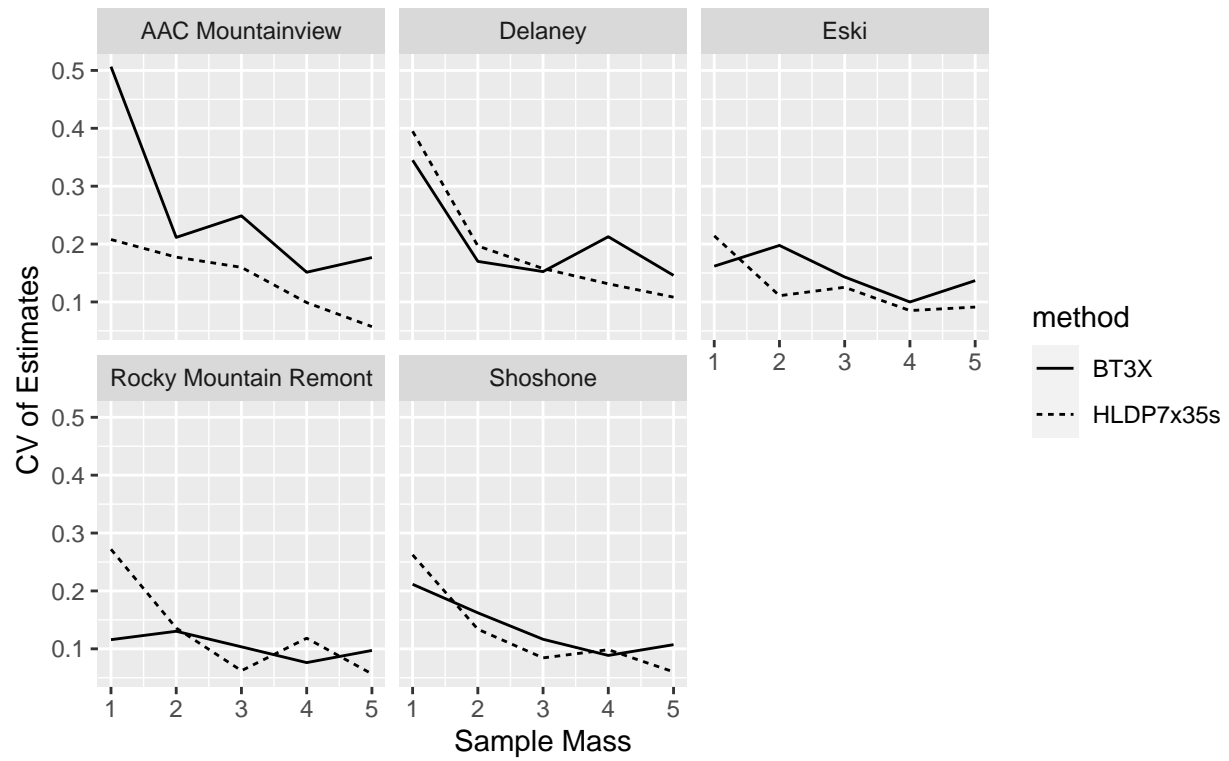 AAC Mountainview
Delaney
Eski
0.5
0.4
0.3
0.2
0.1
1 2 3 4 5
Rocky Mountain Remont
Shoshone
0.5
0.4
0.3
0.2
0.1
1 2 3 4 5
1 2 3 4 5
Sample Mass
CV of Estimates
method
BT3X
HLDP7x35s